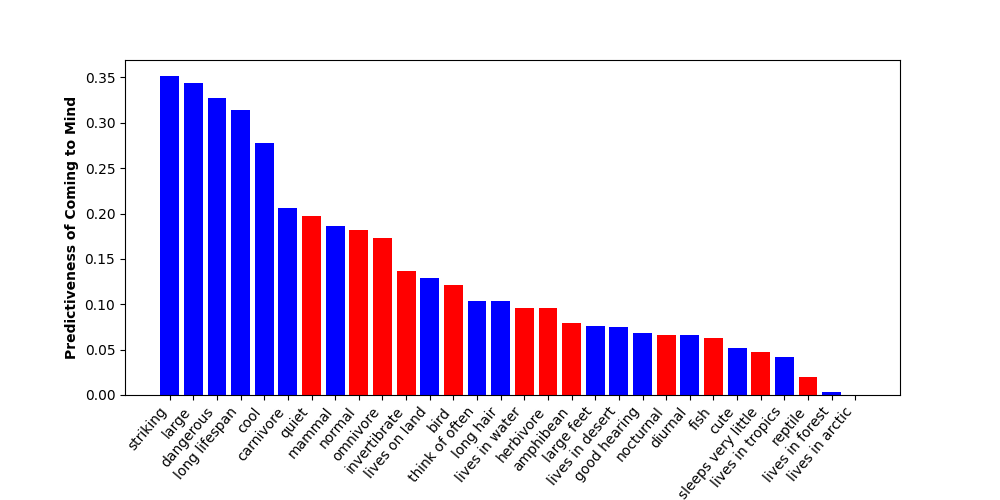 Predictiveness of Coming to Mind
0.35
0.30
0.25
0.20
0.15
0.10
0.05
0.00
striking
large
dangerous
long lifespan
cool
carnivore
quiet
mammal
normal
omnivore
invertibrate
lives on land
bird
think of often
long hair
lives in water
herbivore
amphibean
large feet
lives in desert
good hearing
nocturnal
diurnal
fish
cute
sleeps very little
lives in tropics
reptile
lives in forest
lives in arctic